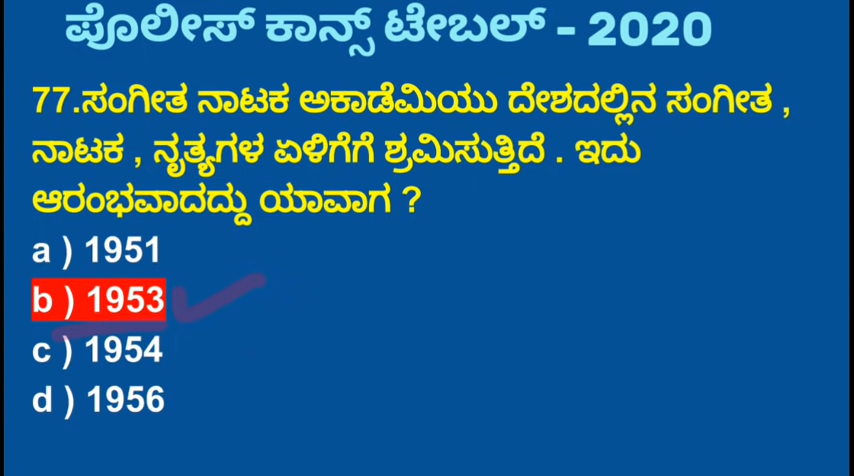 ಪೊಲೀಸ್ ಕಾನ್ಸ್ ಟೇಬಲ್ - 2020
77.ಸಂಗೀತ ನಾಟಕ ಅಕಾಡೆಮಿಯು ದೇಶದಲ್ಲಿನ ಸಂಗೀತ ,
ನಾಟಕ , ನೃತ್ಯಗಳ ಏಳಿಗೆಗೆ ಶ್ರಮಿಸುತ್ತಿದೆ . ಇದು
ಆರಂಭವಾದದ್ದು ಯಾವಾಗ ?
a ) 1951
b ) 1953
c ) 1954
d ) 1956